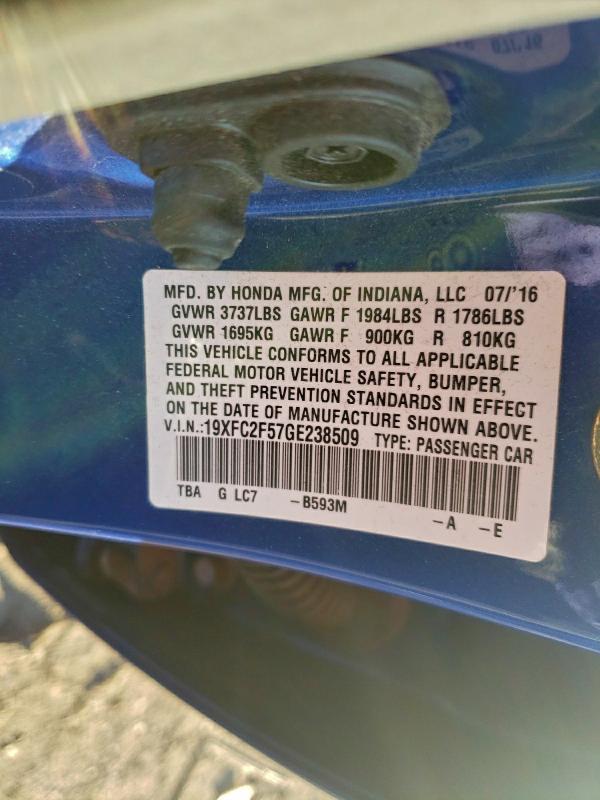 MFD. BY HONDA MFG. OF INDIANA, LLC 07/'16
GVWR 3737LBS GAWR F 1984LBS R 1786LBS
GVWR 1695KG GAWR F 900KG R 810KG
THIS VEHICLE CONFORMS TO ALL APPLICABLE
FEDERAL MOTOR VEHICLE SAFETY, BUMPER,
AND THEFT PREVENTION STANDARDS IN EFFECT
ON THE DATE OF MANUFACTURE SHOWN ABOVE.
V.I.N.:19XFC2F57GE238509 TYPE: PASSENGER CAR
TBA G LC7 -B593M -A -E